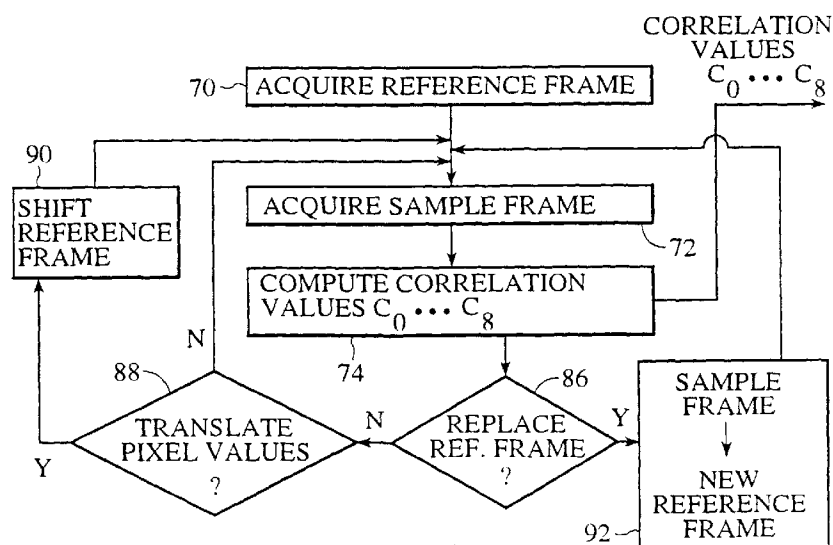 CORRELATION
VALUES
C0 ••• C8
70
ACQUIRE REFERENCE FRAME
90
SHIFT
REFERENCE
FRAME
ACQUIRE SAMPLE FRAME
72
COMPUTE CORRELATION
VALUES C0 ••• C8
74
N
88
TRANSLATE
PIXEL VALUES
?
Y
N
86
REPLACE
REF. FRAME
?
Y
SAMPLE
FRAME
NEW
REFERENCE
FRAME
92